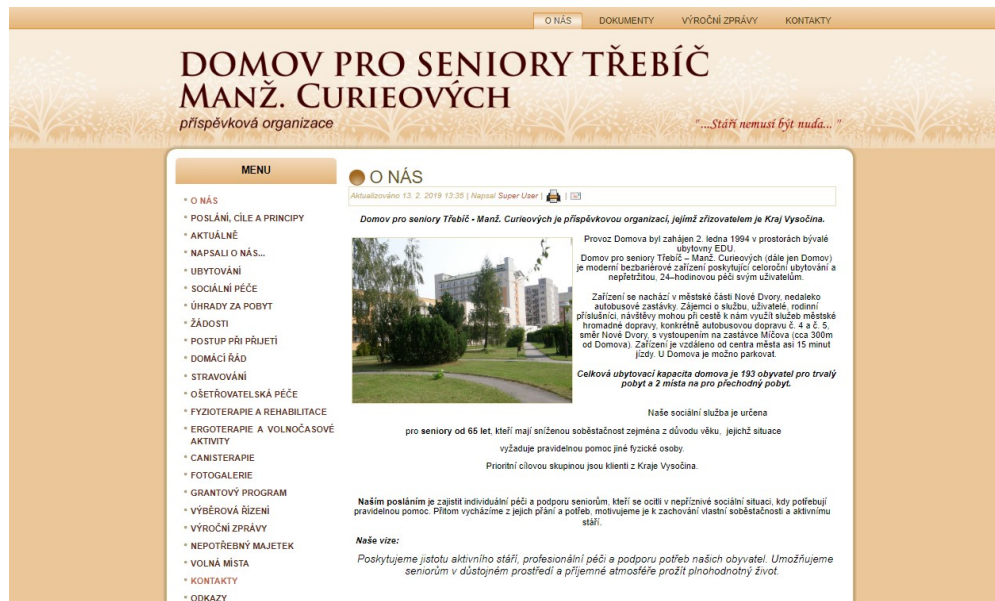 O NÁS DOKUMENTY VÝROČNÍ ZPRÁVY KONTAKTY
DOMOV PRO SENIORY TŘEBÍČ
MANŽ. CURIEOVÝCH
příspěvková organizace
"....Stáří nemusí být nuda... "
MENU
O NÁS
POSLÁNÍ, CÍLE A PRINCIPY
AKTUÁLNĚ
NAPSALI O NÁS...
UBYTOVÁNÍ
SOCIÁLNÍ PÉČE
ÚHRADY ZA POBYT
ŽÁDOSTI
POSTUP PŘI PŘIJETÍ
DOMÁCÍ ŘÁD
STRAVOVÁNÍ
OŠETŘOVATELSKÁ PÉČE
FYZIOTERAPIE A REHABILITACE
ERGOTERAPIE A VOLNOČASOVÉ
AKTIVITY
CANISTERAPIE
FOTOGALERIE
GRANTOVÝ PROGRAM
VÝBĚROVÁ ŘÍZENÍ
VÝROČNÍ ZPRÁVY
NEPOTŘEBNÝ MAJETEK
VOLNÁ MÍSTA
KONTAKTY
ODKAZY
O NÁS
Aktualizováno 13. 2. 2019 13:35 | Napsal Super User | |
Domov pro seniory Třebíč - Manž. Curieových je příspěvkovou organizací, jejímž zřizovatelem je Kraj Vysočina.
Provoz Domova byl zahájen 2. ledna 1994 v prostorách bývalé
ubytovny EDU.
Domov pro seniory Třebíč – Manž. Curieových (dále jen Domov)
je moderní bezbariérové zařízení poskytující celoroční ubytování a
nepřetržitou, 24–hodinovou péči svým uživatelům.
Zařízení se nachází v městské části Nové Dvory, nedaleko
autobusové zastávky. Zájemci o službu, uživatelé, rodinní
příslušníci, návštěvy mohou při cestě k nám využít služeb městské
hromadné dopravy, konkrétně autobusovou dopravu č. 4 a č. 5,
směr Nové Dvory, s vystoupením na zastávce Míčova (cca 300m
od Domova). Zařízení je vzdáleno od centra města asi 15 minut
jízdy. U Domova je možno parkovat.
Celková ubytovací kapacita domova je 193 obyvatel pro trvalý
pobyt a 2 místa na pro přechodný pobyt.
Naše sociální služba je určena
pro seniory od 65 let, kteří mají sníženou soběstačnost zejména z důvodu věku, jejichž situace
vyžaduje pravidelnou pomoc jiné fyzické osoby.
Prioritní cílovou skupinou jsou klienti z Kraje Vysočina.
Naším posláním je zajistit individuální péči a podporu seniorům, kteří se ocitli v nepříznivé sociální situaci, kdy potřebují
pravidelnou pomoc. Přitom vycházíme z jejich přání a potřeb, motivujeme je k zachování vlastní soběstačnosti a aktivnímu
stáří.
Naše vize:
Poskytujeme jistotu aktivního stáří, profesionální péči a podporu potřeb našich obyvatel. Umožňujeme
seniorům v důstojném prostředí a příjemné atmosféře prožít plnohodnotný život.